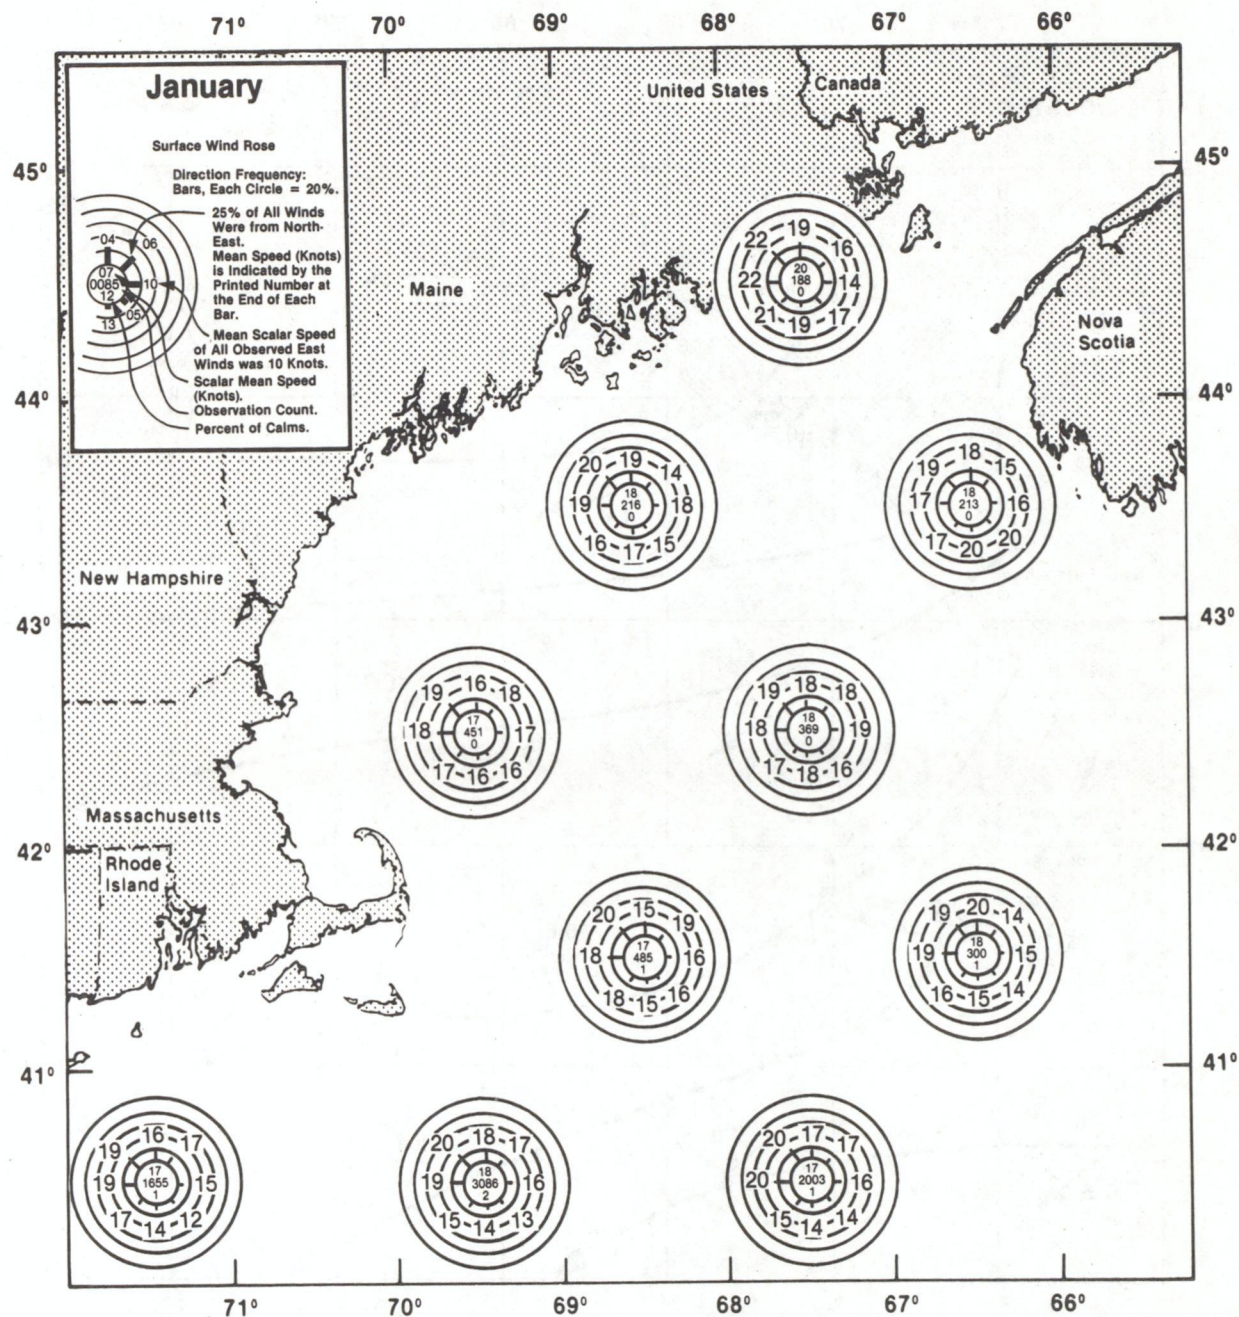 71° 70° 69° 68° 67° 66°
January
Surface Wind Rose
Direction Frequency:
Bars, Each Circle = 20%.
25% of All Winds
Were from North-
East.
Mean Speed (Knots)
is Indicated by the
Printed Number at
the End of Each
Bar.
Mean Scalar Speed
of All Observed East
Winds was 10 Knots.
Scalar Mean Speed
(Knots).
Observation Count.
Percent of Calms.
04 06
07
0085 10
12
13 05
United States Canada
45° 45°
Maine
Nova
Scotia
19
22 16
20
22 188 14
0
21 17
19
44° 44°
19
20 14
18
19 216 18
0
16 15
17
18
19 15
18
17 213 16
0
17 20
20
New Hampshire
43° 43°
16
19 18
17
18 451 17
0
17 16
16
18
19 18
18
18 369 19
0
17 16
18
Massachusetts
42° 42°
Rhode
Island
15
20 19
17
18 485 16
1
18 16
15
20
19 14
18
19 300 15
1
16 14
15
41° 41°
16
19 17
17
19 1655 15
1
17 12
14
18
20 17
18
19 3086 16
2
15 13
14
17
20 17
17
20 2003 16
1
15 14
14
71° 70° 69° 68° 67° 66°